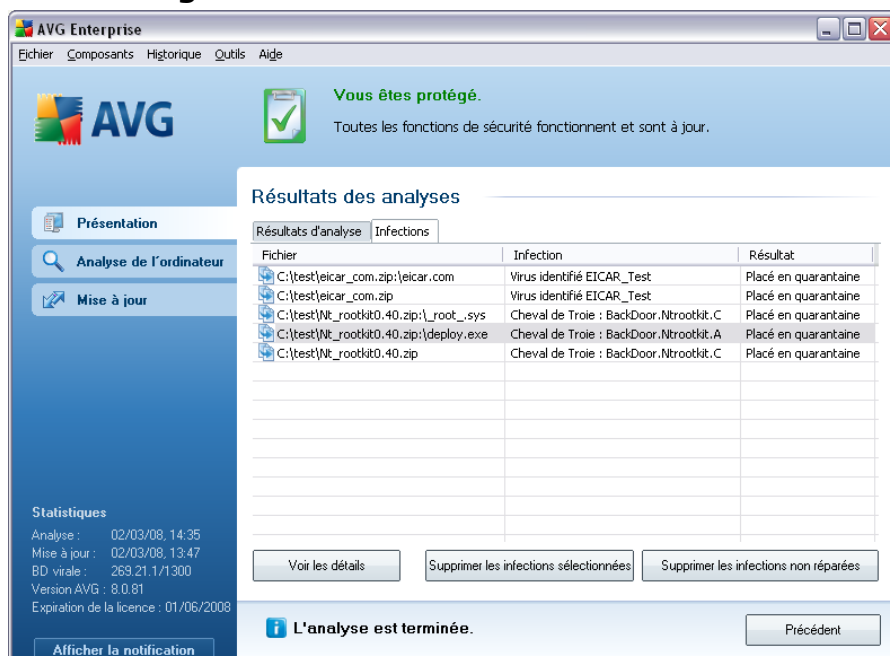 AVG Enterprise
Fichier Composants Historique Outils Aide
AVG
Vous êtes protégé.
Toutes les fonctions de sécurité fonctionnent et sont à jour.
Présentation
Analyse de l'ordinateur
Mise à jour
Résultats des analyses
Résultats d'analyse Infections
Fichier Infection Résultat
C:\test\eicar_com.zip:\eicar.com Virus identifié EICAR_Test Placé en quarantaine
C:\test\eicar_com.zip Virus identifié EICAR_Test Placé en quarantaine
C:\test\Nt_rootkit0.40.zip:\_root_.sys Cheval de Troie : BackDoor.Ntrootkit.C Placé en quarantaine
C:\test\Nt_rootkit0.40.zip:\deploy.exe Cheval de Troie : BackDoor.Ntrootkit.A Placé en quarantaine
C:\test\Nt_rootkit0.40.zip Cheval de Troie : BackDoor.Ntrootkit.C Placé en quarantaine
Voir les détails Supprimer les infections sélectionnées Supprimer les infections non réparées
Statistiques
Analyse : 02/03/08, 14:35
Mise à jour : 02/03/08, 13:47
BD virale : 269.21.1/1300
Version AVG : 8.0.81
Expiration de la licence : 01/06/2008
Afficher la notification
L'analyse est terminée.
Précédent